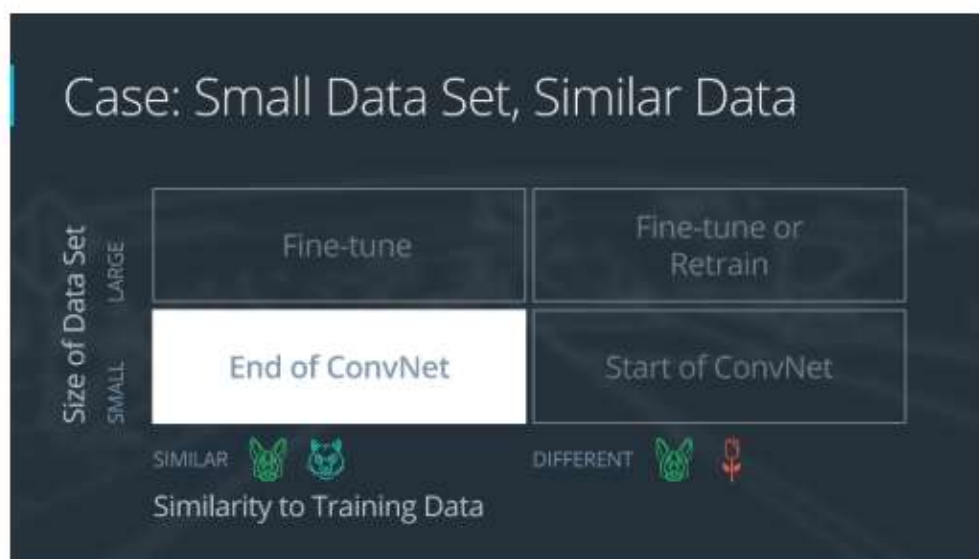 Case: Small Data Set, Similar Data
Size of Data Set
LARGE
SMALL
Fine-tune
Fine-tune or
Retrain
End of ConvNet
Start of ConvNet
SIMILAR
DIFFERENT
Similarity to Training Data